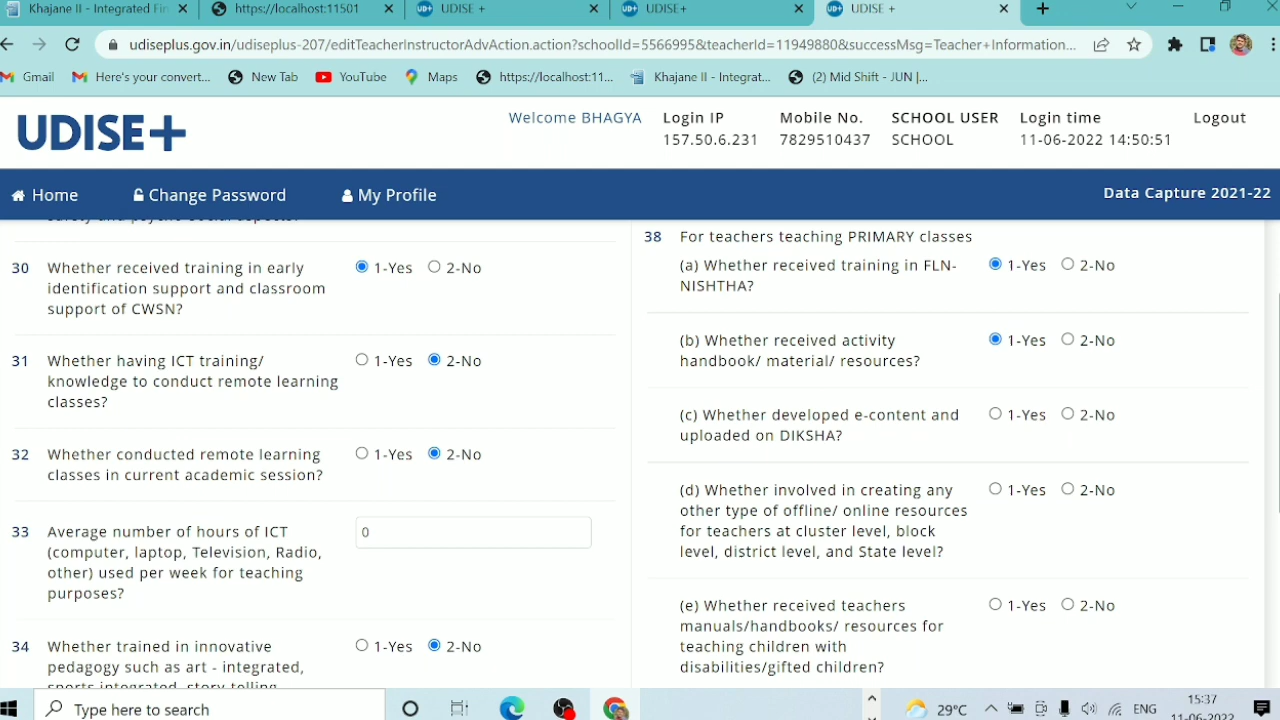 Khajane II - Integrated Fin
https://localhost:11501
UDISE +
UDISE+
UDISE +
udiseplus.gov.in/udiseplus-207/editTeacherInstructorAdvAction.action?schoolId=5566995&teacherId=11949880&successMsg=Teacher+Information...
Gmail
Here's your convert...
New Tab
YouTube
Maps
https://localhost:11...
Khajane II - Integrat...
(2) Mid Shift - JUN |...
UDISE+
Welcome BHAGYA
Login IP
157.50.6.231
Mobile No.
7829510437
SCHOOL USER
SCHOOL
Login time
11-06-2022 14:50:51
Logout
Home
Change Password
My Profile
Data Capture 2021-22
30 Whether received training in early
identification support and classroom
support of CWSN?
1-Yes 2-No
31 Whether having ICT training/
knowledge to conduct remote learning
classes?
1-Yes 2-No
32 Whether conducted remote learning
classes in current academic session?
1-Yes 2-No
33 Average number of hours of ICT
(computer, laptop, Television, Radio,
other) used per week for teaching
purposes?
0
34 Whether trained in innovative
pedagogy such as art - integrated,
sports integrated, story telling
1-Yes 2-No
38 For teachers teaching PRIMARY classes
(a) Whether received training in FLN-
NISHTHA?
1-Yes 2-No
(b) Whether received activity
handbook/ material/ resources?
1-Yes 2-No
(c) Whether developed e-content and
uploaded on DIKSHA?
1-Yes 2-No
(d) Whether involved in creating any
other type of offline/ online resources
for teachers at cluster level, block
level, district level, and State level?
1-Yes 2-No
(e) Whether received teachers
manuals/handbooks/ resources for
teaching children with
disabilities/gifted children?
1-Yes 2-No
Type here to search
29°C
ENG
15:37
11-06-2022